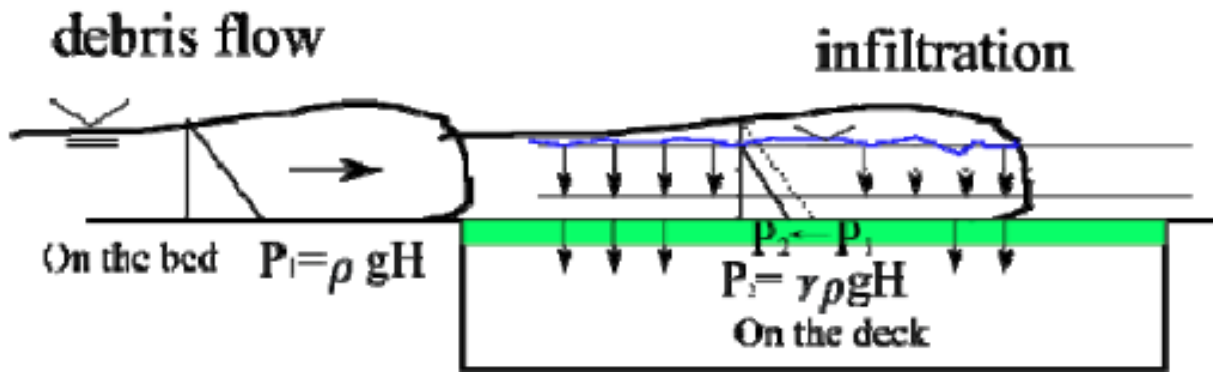 debris flow
infiltration
On the bed
P₁=ρ gH
P₂←P₁
P₂=γρgH
On the deck